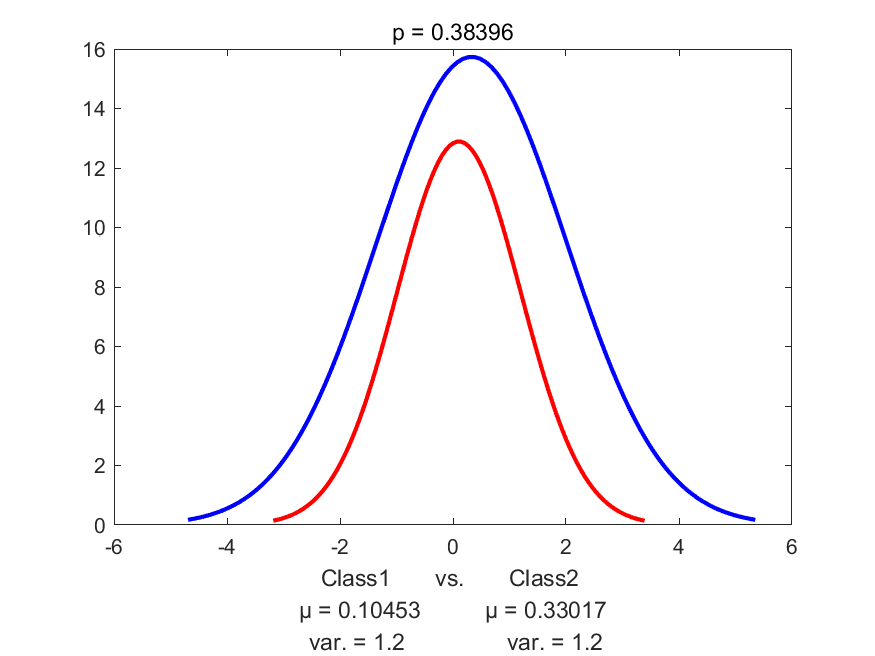 p = 0.38396
16
14
12
10
8
6
4
2
0
-6 -4 -2 0 2 4 6
Class1 vs. Class2
μ = 0.10453 μ = 0.33017
var. = 1.2 var. = 1.2